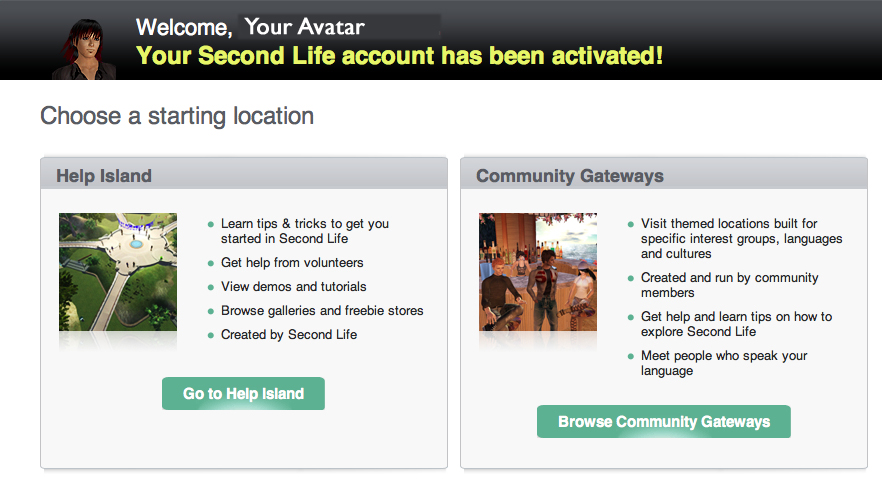 Welcome, Your Avatar
Your Second Life account has been activated!
Choose a starting location
Help Island
Learn tips & tricks to get you
started in Second Life
Get help from volunteers
View demos and tutorials
Browse galleries and freebie stores
Created by Second Life
Go to Help Island
Community Gateways
Visit themed locations built for
specific interest groups, languages
and cultures
Created and run by community
members
Get help and learn tips on how to
explore Second Life
Meet people who speak your
language
Browse Community Gateways